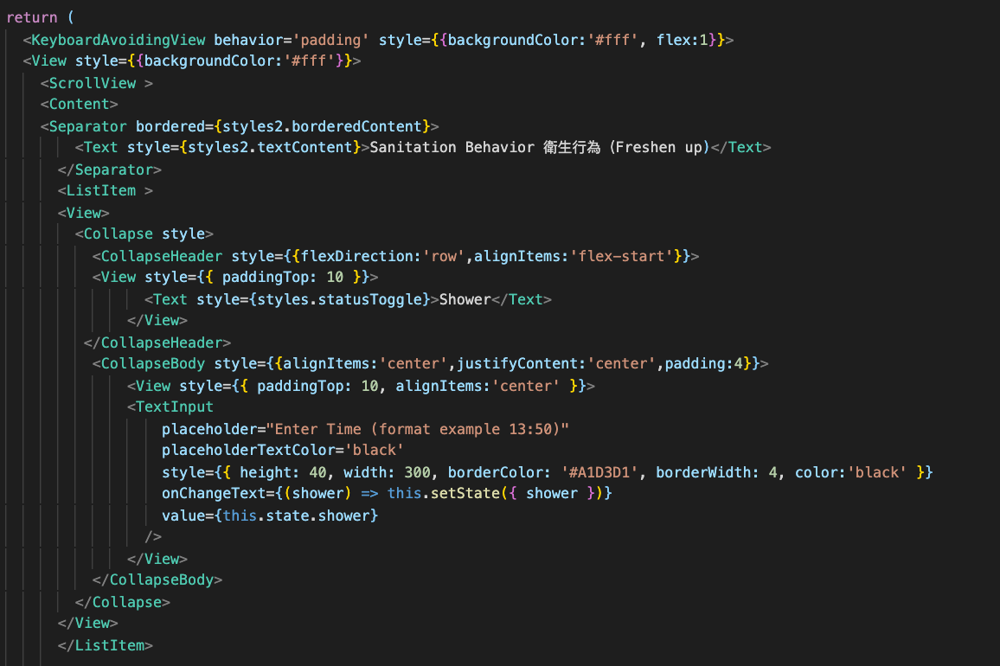 return (
<KeyboardAvoidingView behavior='padding' style={{backgroundColor:'#fff', flex:1}}>
<View style={{backgroundColor:'#fff'}}>
<ScrollView >
<Content>
<Separator bordered={styles2.borderedContent}>
<Text style={styles2.textContent}>Sanitation Behavior 衛生行為 (Freshen up)</Text>
</Separator>
<ListItem >
<View>
<Collapse style>
<CollapseHeader style={{flexDirection:'row',alignItems:'flex-start'}}>
<View style={{ paddingTop: 10 }}>
<Text style={styles.statusToggle}>Shower</Text>
</View>
</CollapseHeader>
<CollapseBody style={{alignItems:'center',justifyContent:'center',padding:4}}>
<View style={{ paddingTop: 10, alignItems:'center' }}>
<TextInput
placeholder="Enter Time (format example 13:50)"
placeholderTextColor='black'
style={{ height: 40, width: 300, borderColor: '#A1D3D1', borderWidth: 4, color:'black' }}
onChangeText={(shower) => this.setState({ shower })}
value={this.state.shower}
/>
</View>
</CollapseBody>
</Collapse>
</View>
</ListItem>